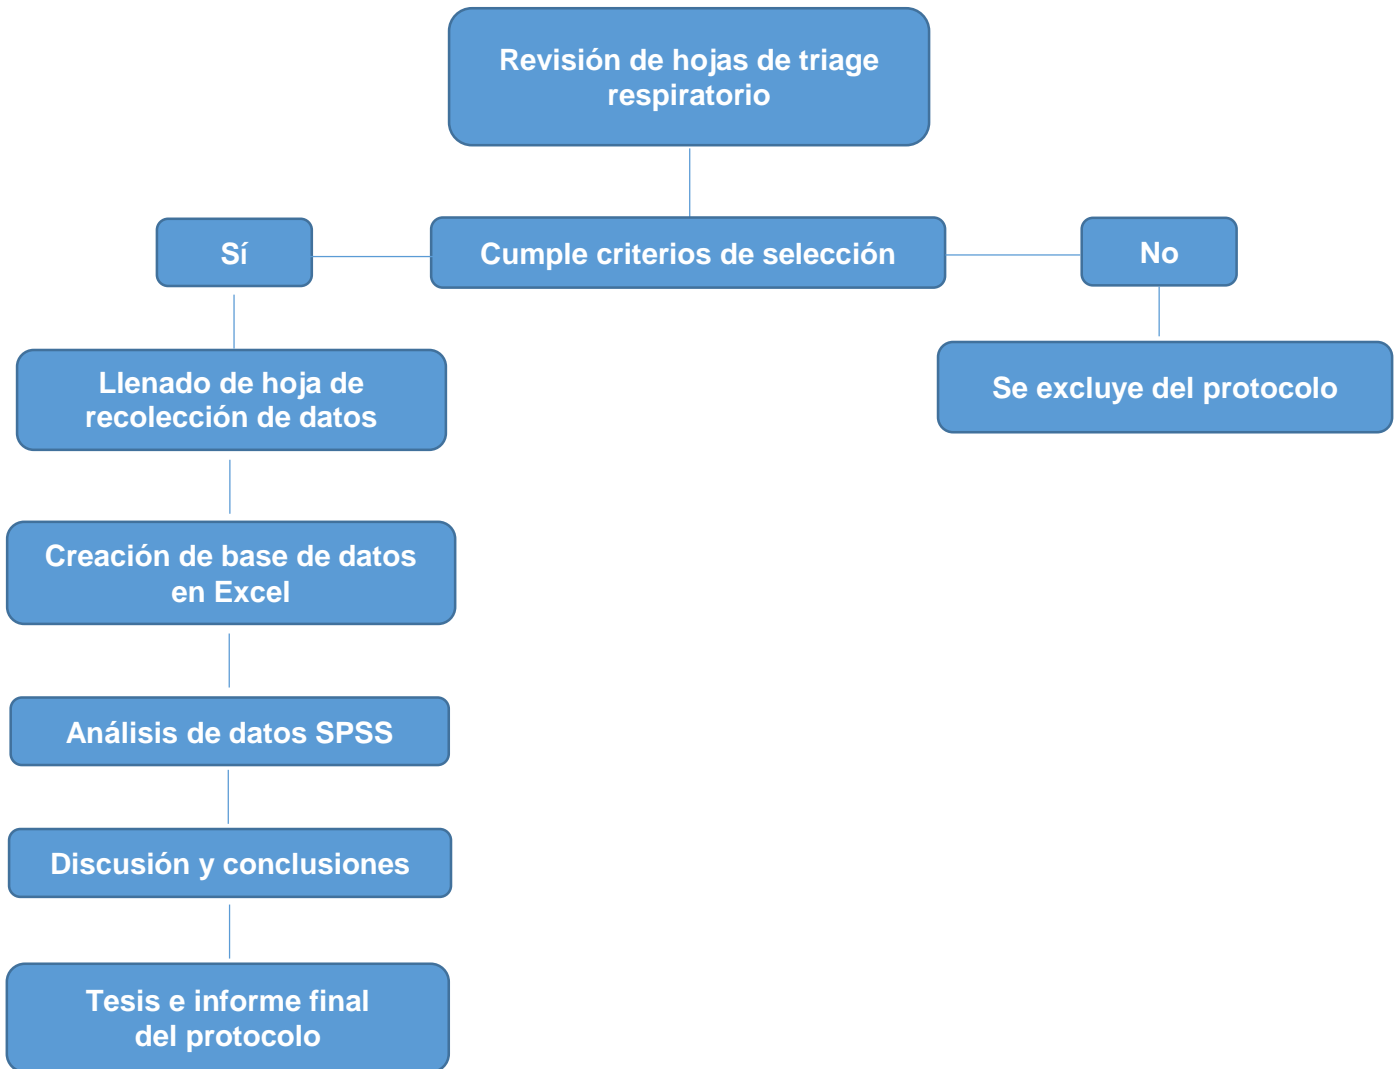 Revisión de hojas de triage
respiratorio
Sí
Cumple criterios de selección
No
Llenado de hoja de
recolección de datos
Se excluye del protocolo
Creación de base de datos
en Excel
Análisis de datos SPSS
Discusión y conclusiones
Tesis e informe final
del protocolo